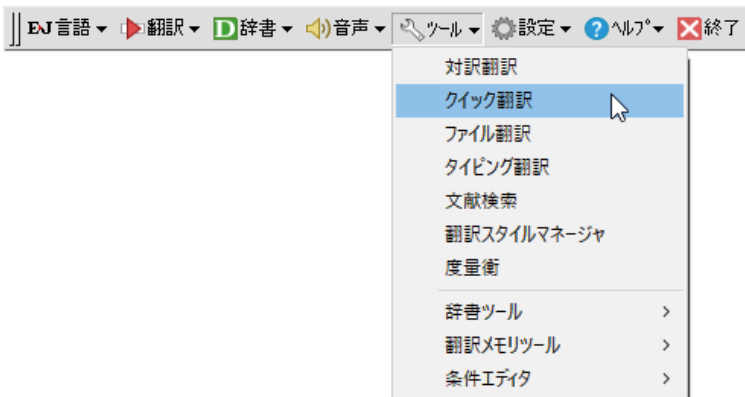 EJ言語 翻訳 D辞書 音声 ツール 設定 ?ヘルプ 終了
対訳翻訳
クイック翻訳
ファイル翻訳
タイピング翻訳
文献検索
翻訳スタイルマネージャ
度量衡
辞書ツール
翻訳メモリツール
条件エディタ